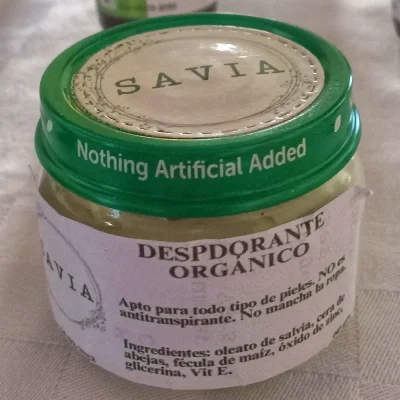 SAVIA
Nothing Artificial Added
SAVIA
DESPDORANTE
ORGÁNICO
Apto para todo tipo de pieles. NO es
antitranspirante. No mancha la ropa.
Ingredientes: oleato de salvia, cera de
abejas, fécula de maíz, óxido de zinc,
glicerina, Vit E.